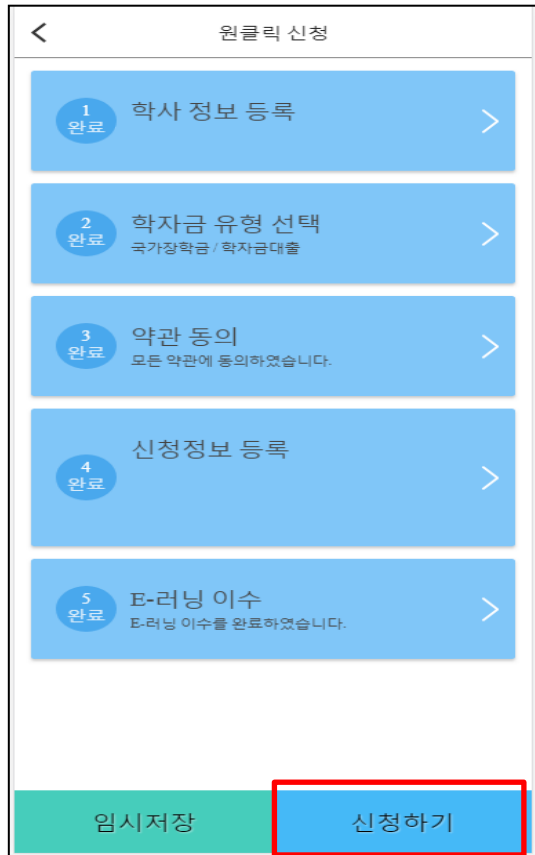 원클릭 신청
1
완료
학사 정보 등록
2
완료
학자금 유형 선택
국가장학금 / 학자금대출
3
완료
약관 동의
모든 약관에 동의하였습니다.
4
완료
신청정보 등록
5
완료
E-러닝 이수
E-러닝 이수를 완료하였습니다.
임시저장
신청하기